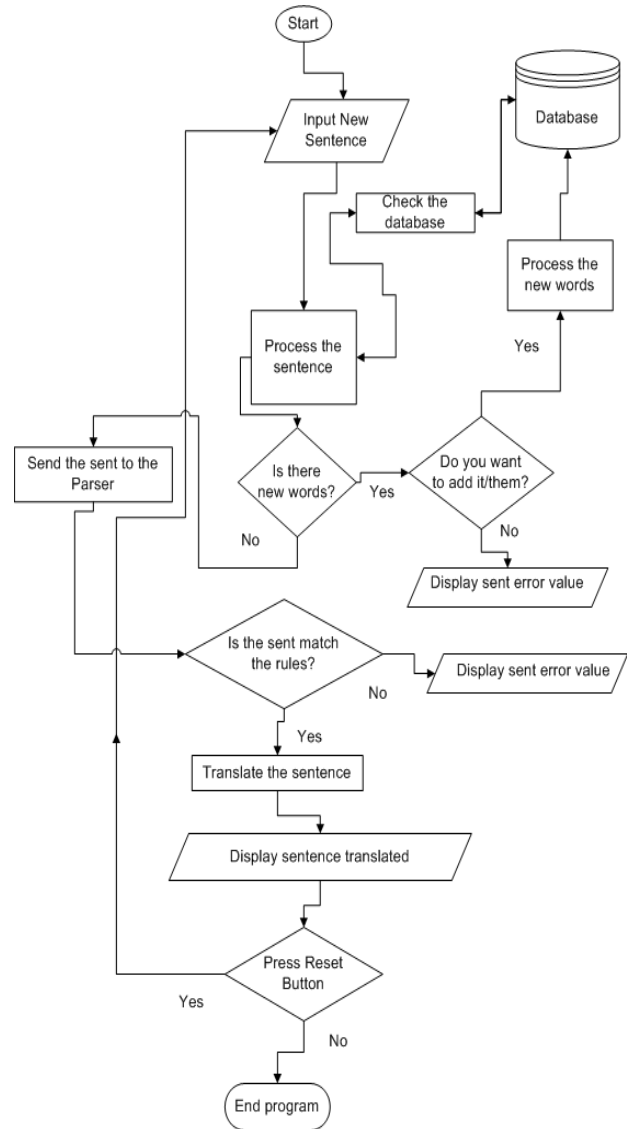 Start
Input New
Sentence
Database
Check the
database
Process the
new words
Process the
sentence
Yes
Send the sent to the
Parser
Is there
new words?
Yes
Do you want
to add it/them?
No
No
Display sent error value
Is the sent match
the rules?
Display sent error value
No
Yes
Translate the sentence
Display sentence translated
Press Reset
Button
Yes
No
End program